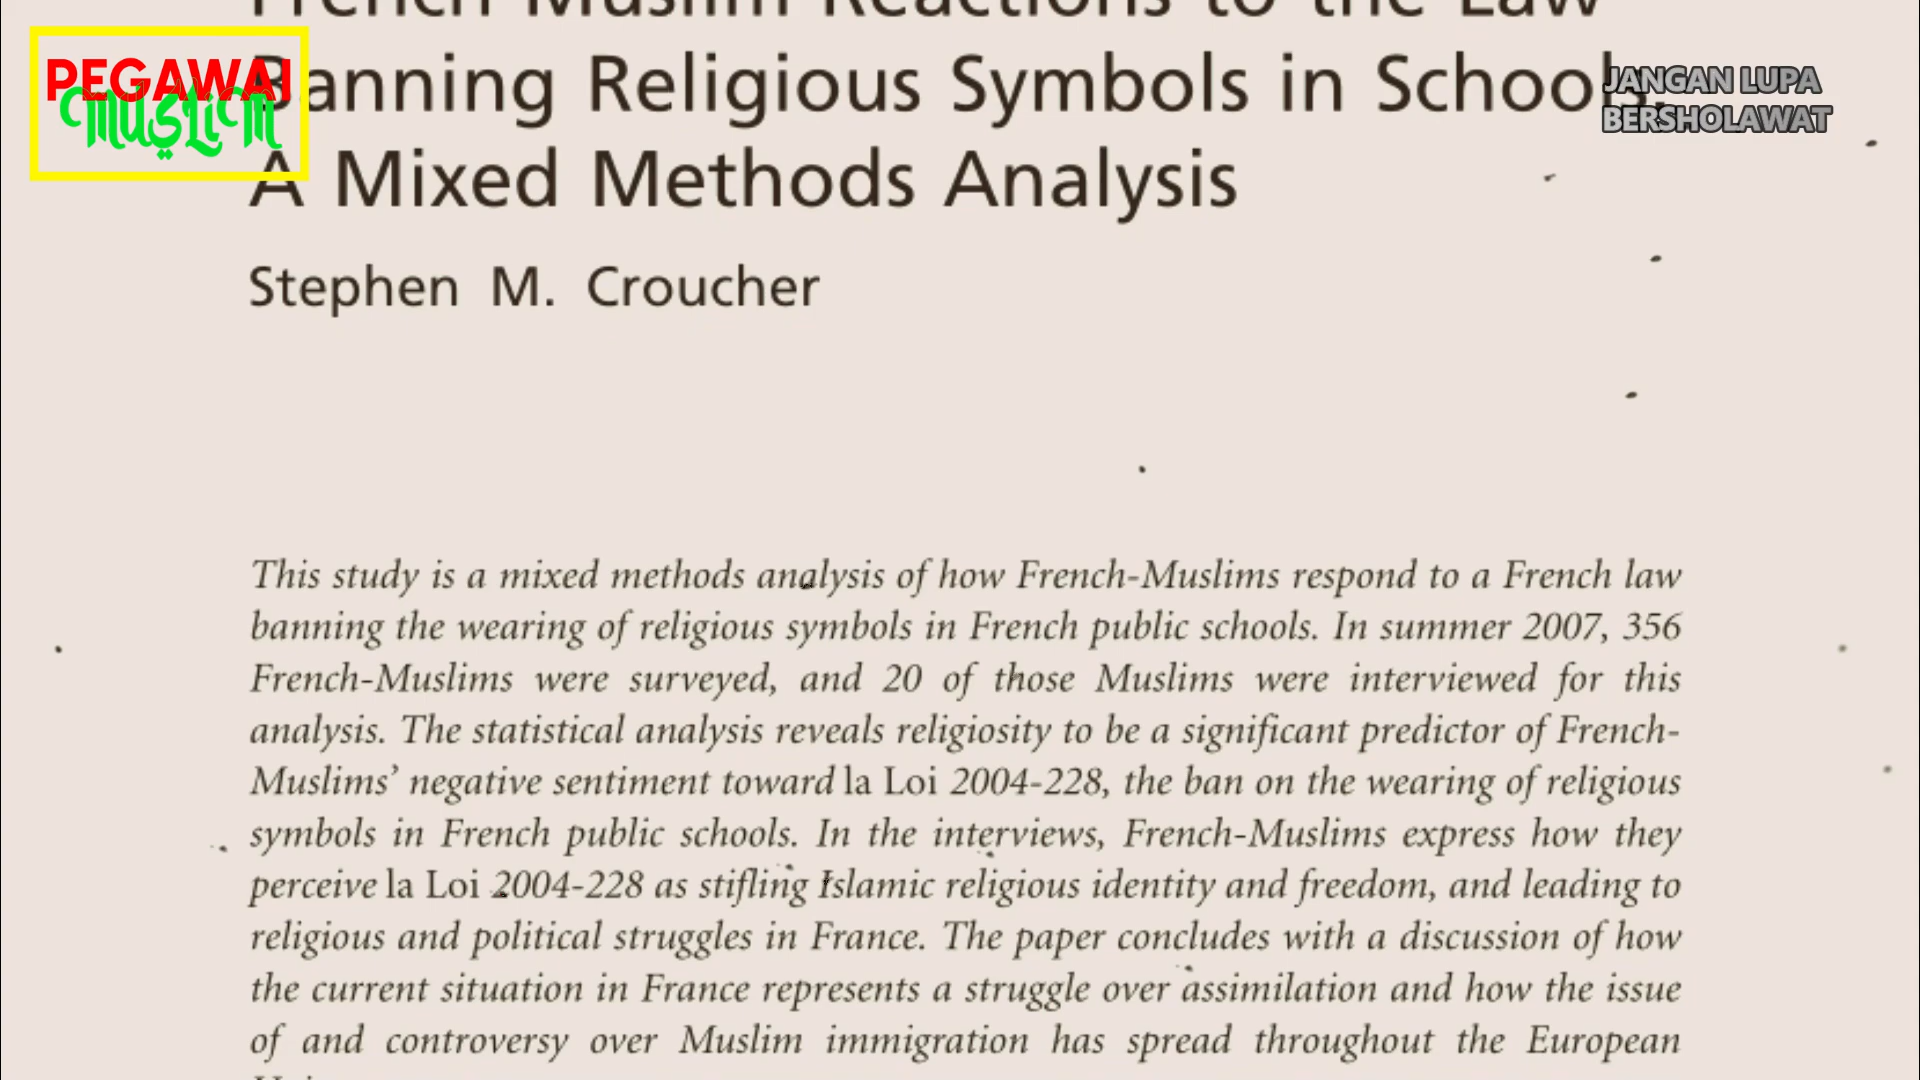 French-Muslim Reactions to the Law
Banning Religious Symbols in Schools:
A Mixed Methods Analysis
PEGAWAI
muslim
JANGAN LUPA
BERSHOLAWAT
Stephen M. Croucher
This study is a mixed methods analysis of how French-Muslims respond to a French law
banning the wearing of religious symbols in French public schools. In summer 2007, 356
French-Muslims were surveyed, and 20 of those Muslims were interviewed for this
analysis. The statistical analysis reveals religiosity to be a significant predictor of French-
Muslims’ negative sentiment toward la Loi 2004-228, the ban on the wearing of religious
symbols in French public schools. In the interviews, French-Muslims express how they
perceive la Loi 2004-228 as stifling Islamic religious identity and freedom, and leading to
religious and political struggles in France. The paper concludes with a discussion of how
the current situation in France represents a struggle over assimilation and how the issue
of and controversy over Muslim immigration has spread throughout the European